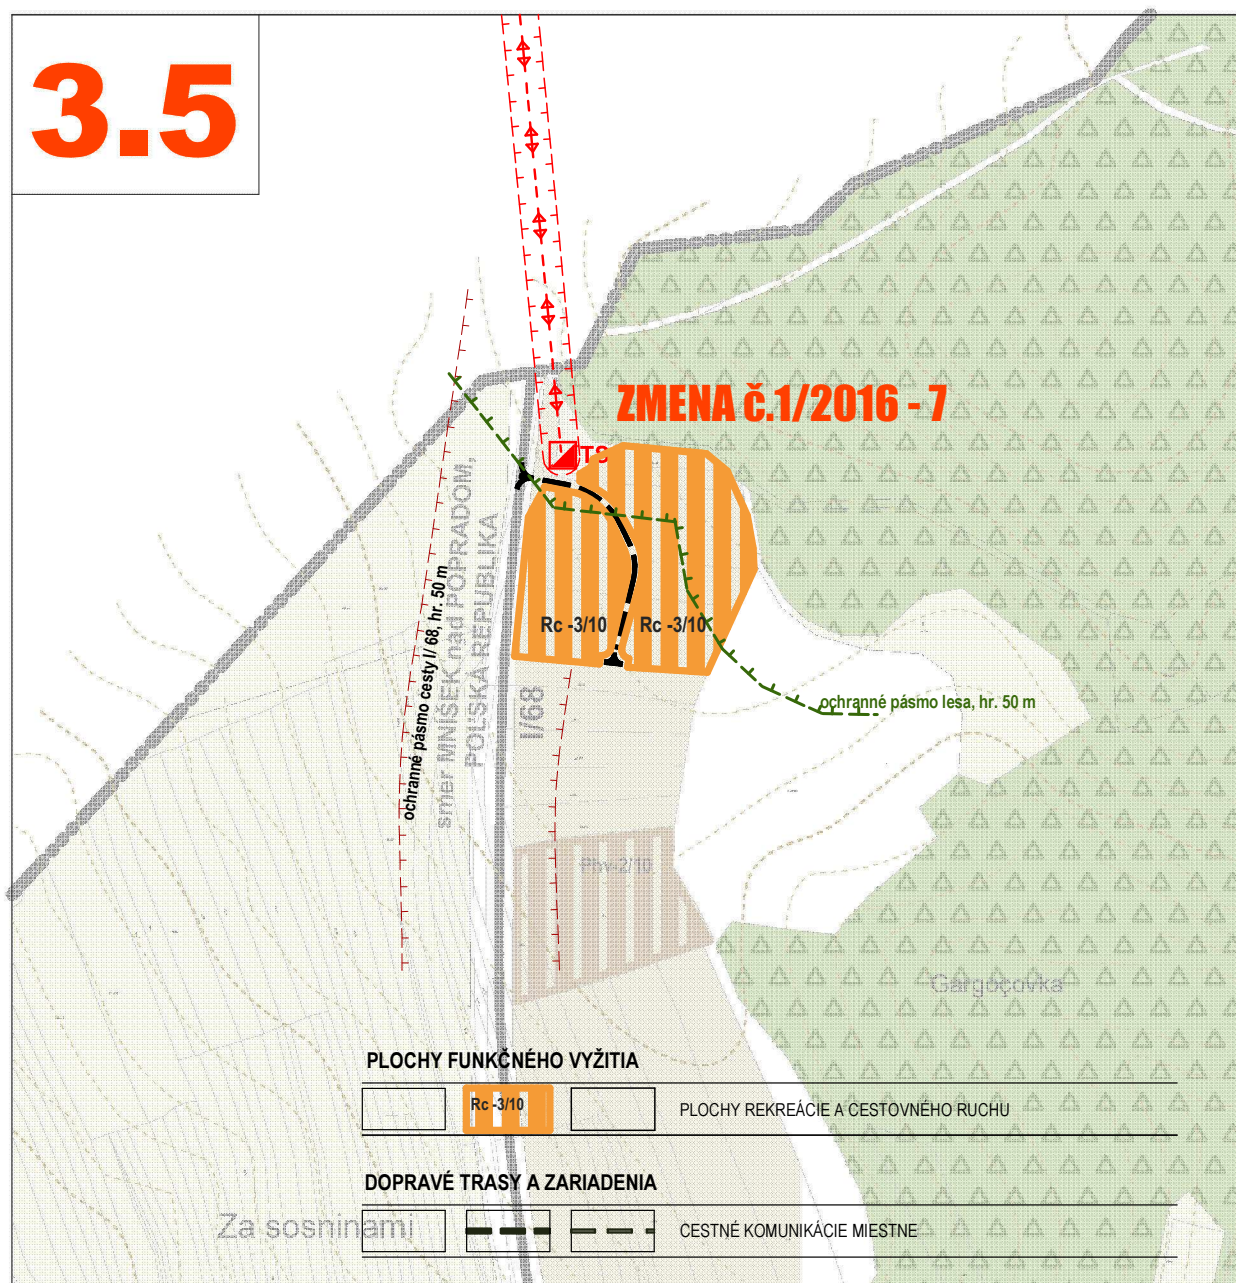 3.5
ZMENA č.1/2016 - 7
TS
ochranné pásmo cesty I/ 68, hr. 50 m
smer MNÍŠEK nad POPRADOM,
POĽSKÁ REPUBLIKA
I/68
Rc -3/10
Rc -3/10
ochranné pásmo lesa, hr. 50 m
Gargoçovka
PLOCHY FUNKČNÉHO VYŽITIA
Rc -3/10
PLOCHY REKREÁCIE A CESTOVNÉHO RUCHU
DOPRAVÉ TRASY A ZARIADENIA
CESTNÉ KOMUNIKÁCIE MIESTNE
Za sosninami